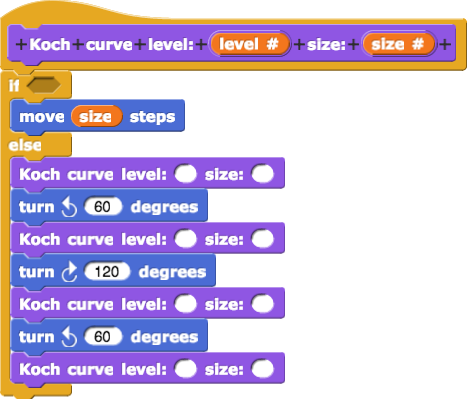 +Koch+curve+level:+ level # +size:+ size # +
if
move size steps
else
Koch curve level: size:
turn 60 degrees
Koch curve level: size:
turn 120 degrees
Koch curve level: size:
turn 60 degrees
Koch curve level: size: